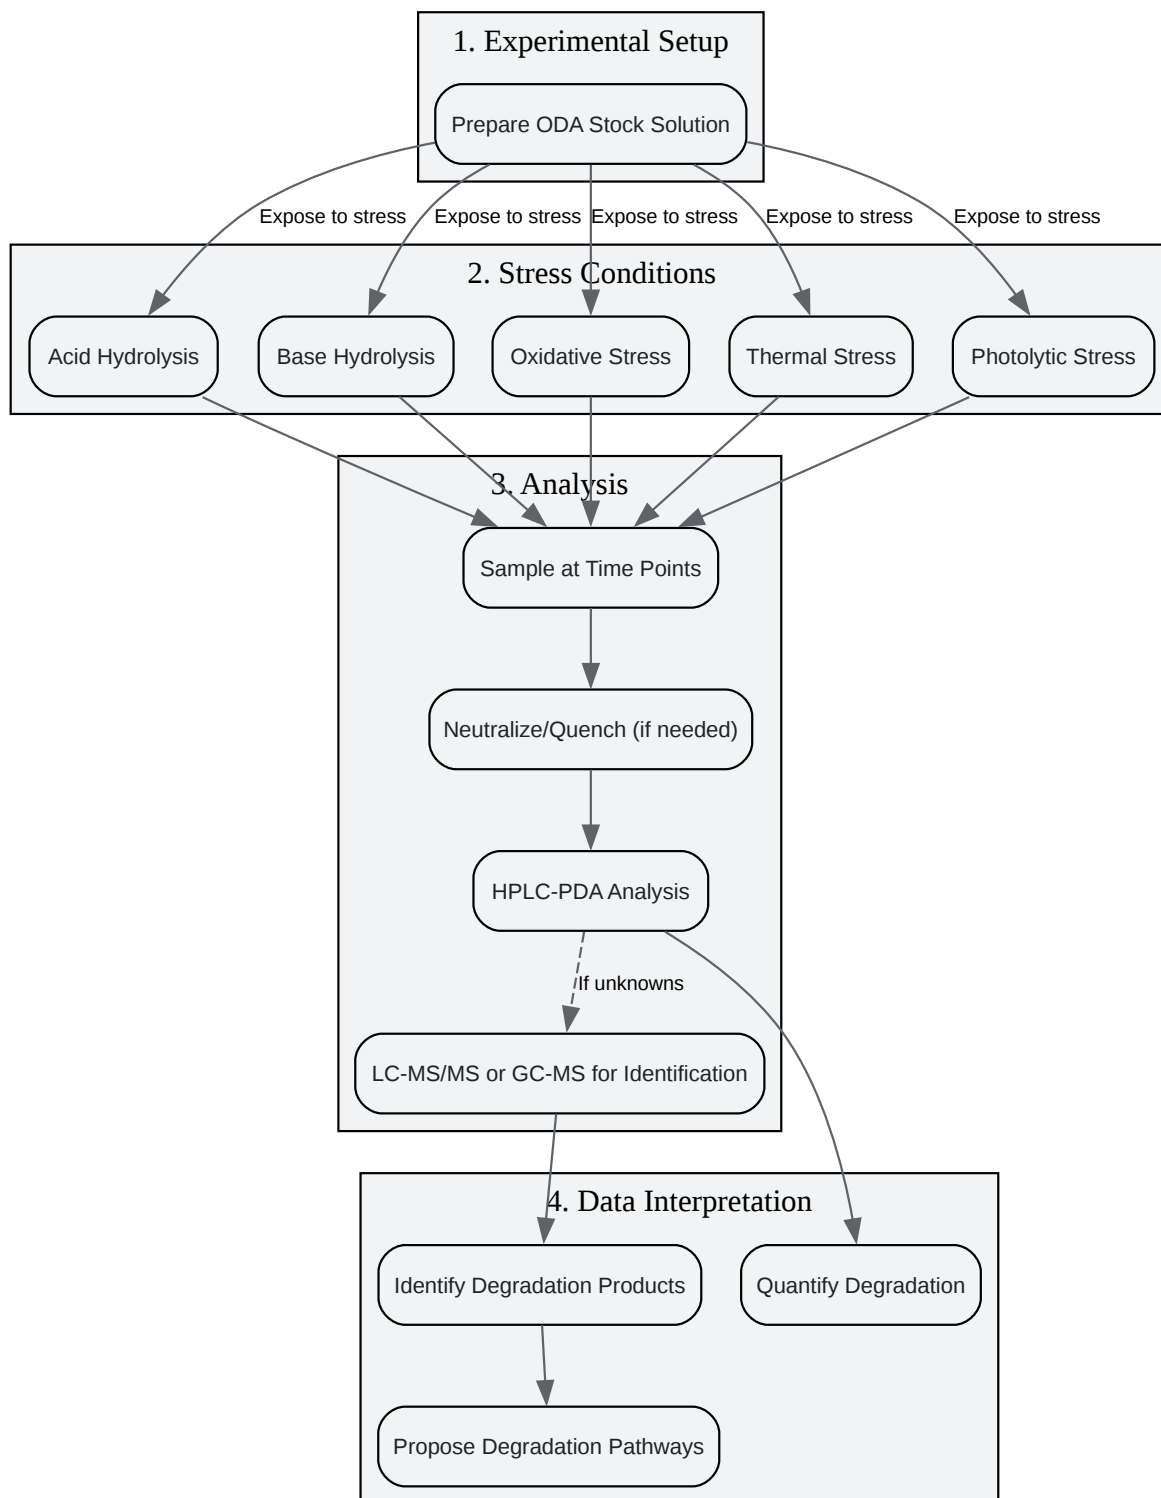 1. Experimental Setup
Prepare ODA Stock Solution
Expose to stress
Expose to stress
Expose to stress
Expose to stress
Expose to stress
2. Stress Conditions
Acid Hydrolysis
Base Hydrolysis
Oxidative Stress
Thermal Stress
Photolytic Stress
3. Analysis
Sample at Time Points
Neutralize/Quench (if needed)
HPLC-PDA Analysis
If unknowns
LC-MS/MS or GC-MS for Identification
4. Data Interpretation
Identify Degradation Products
Quantify Degradation
Propose Degradation Pathways